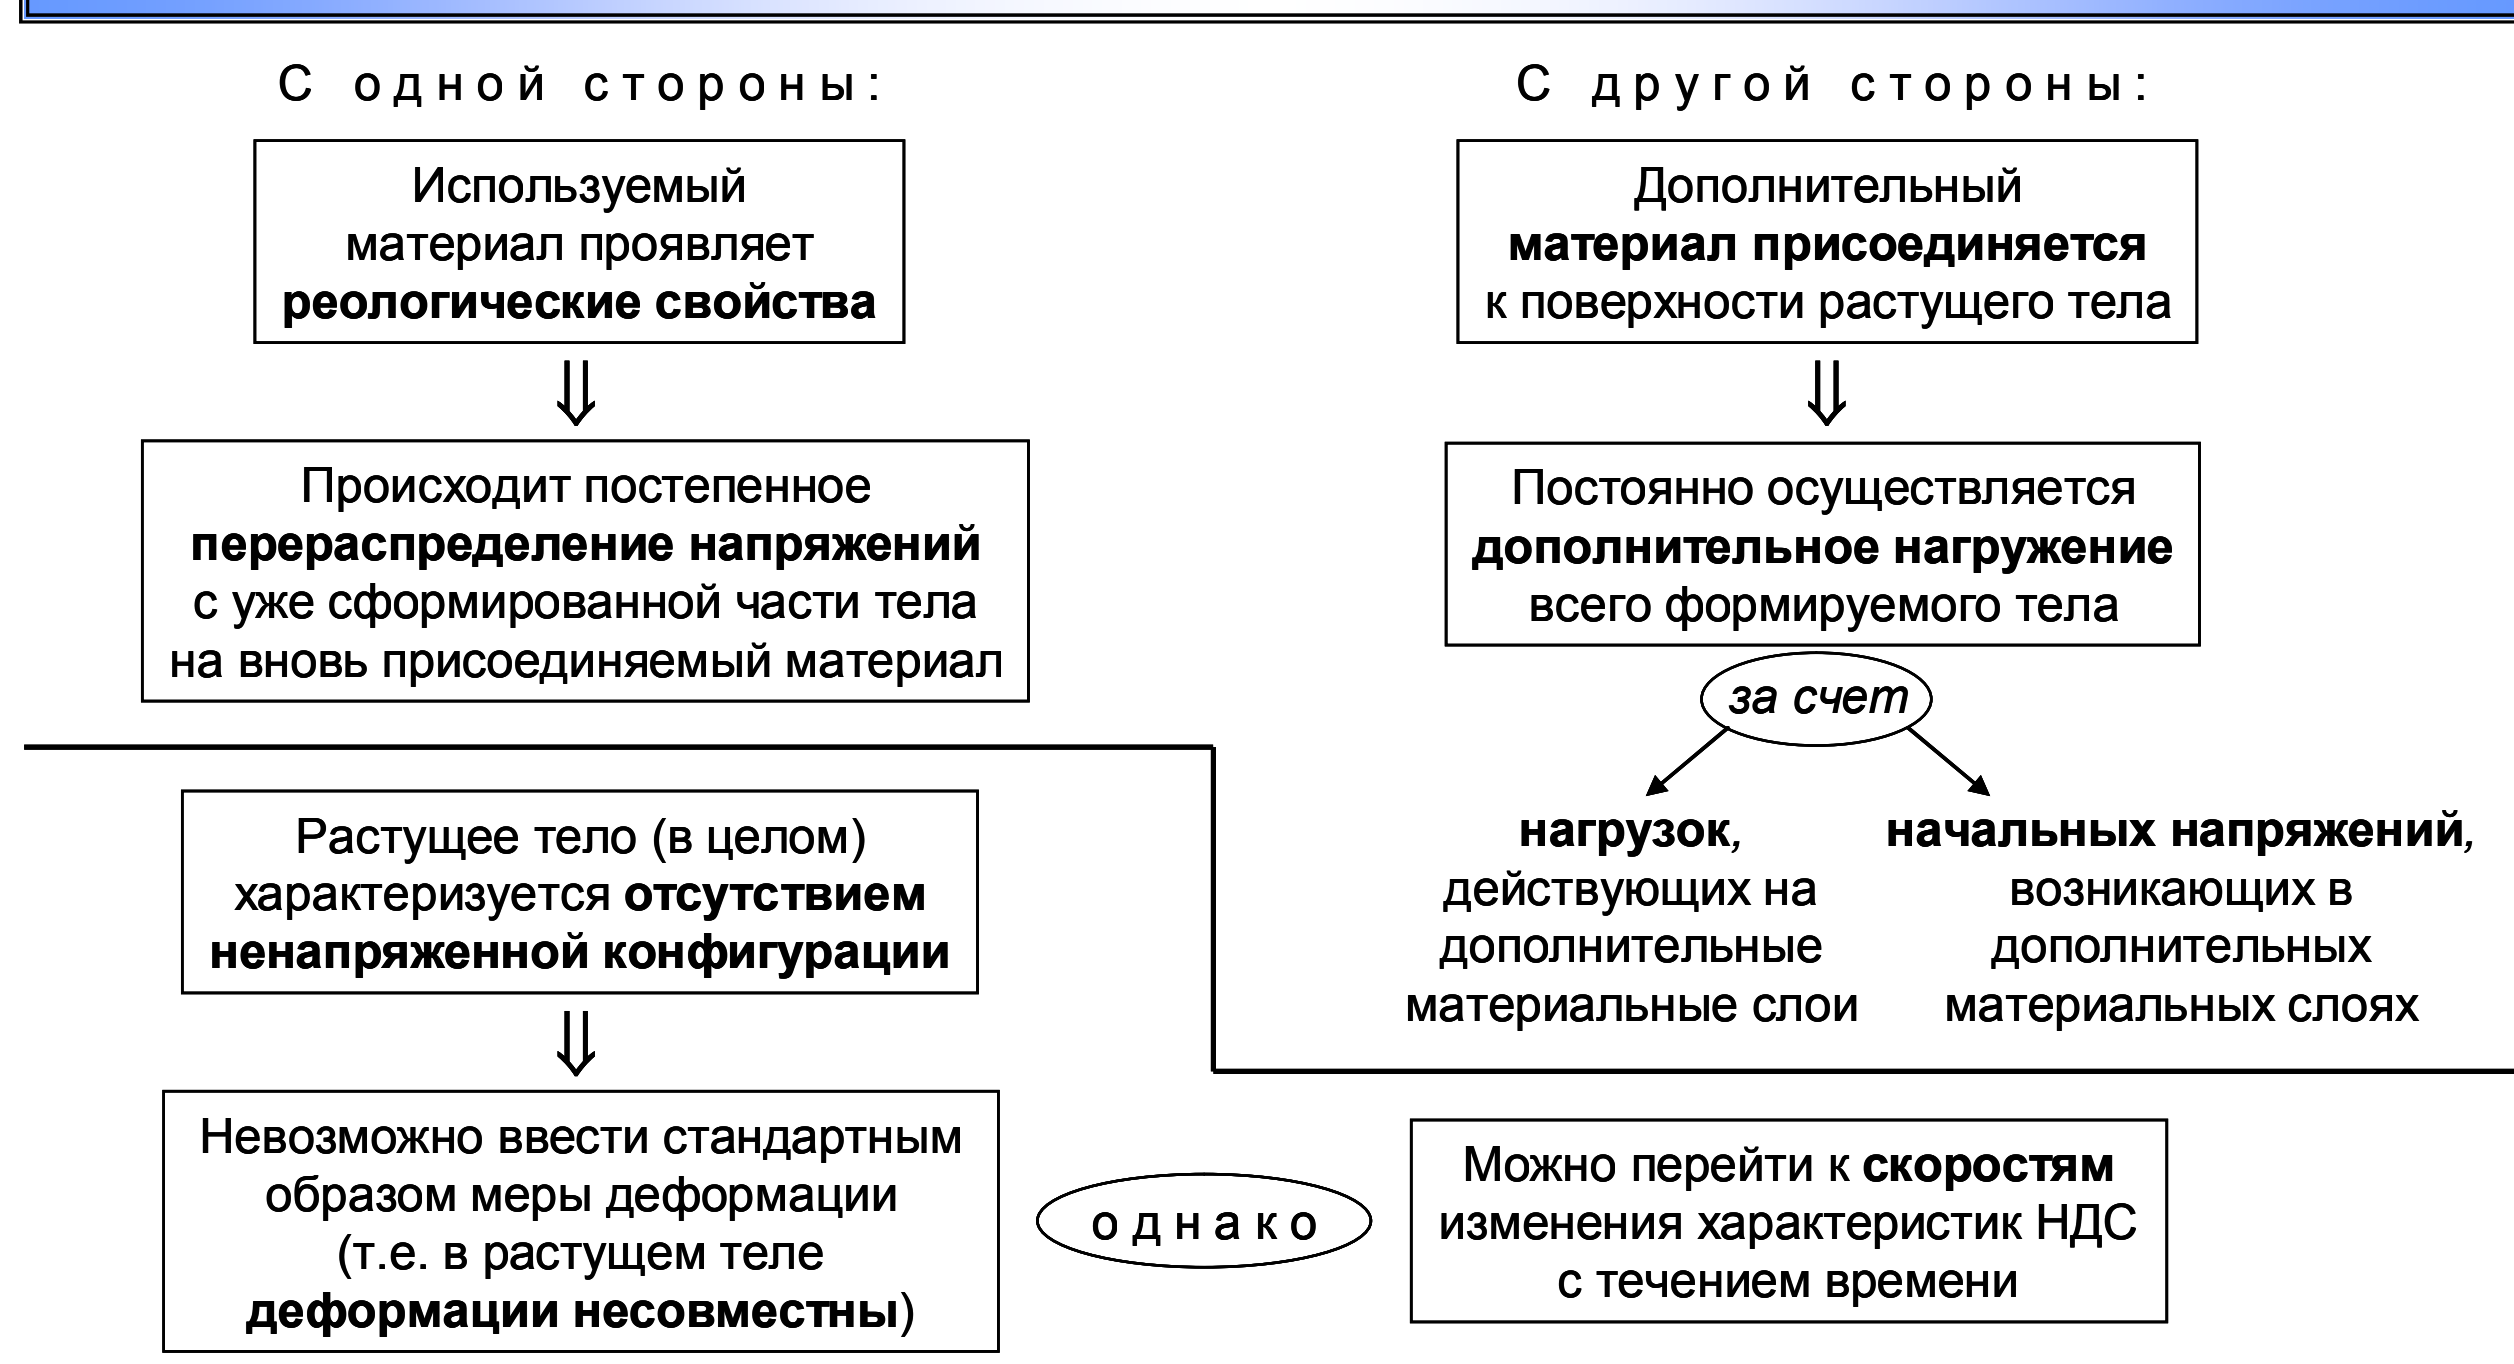 С одной стороны:
Используемый
материал проявляет
реологические свойства
⇓
Происходит постепенное
перераспределение напряжений
с уже сформированной части тела
на вновь присоединяемый материал
С другой стороны:
Дополнительный
материал присоединяется
к поверхности растущего тела
⇓
Постоянно осуществляется
дополнительное нагружение
всего формируемого тела
за счет
нагрузок,
действующих на
дополнительные
материальные слои
начальных напряжений,
возникающих в
дополнительных
материальных слоях
Растущее тело (в целом)
характеризуется отсутствием
ненапряженной конфигурации
⇓
Невозможно ввести стандартным
образом меры деформации
(т.е. в растущем теле
деформации несовместны)
однако
Можно перейти к скоростям
изменения характеристик НДС
с течением времени